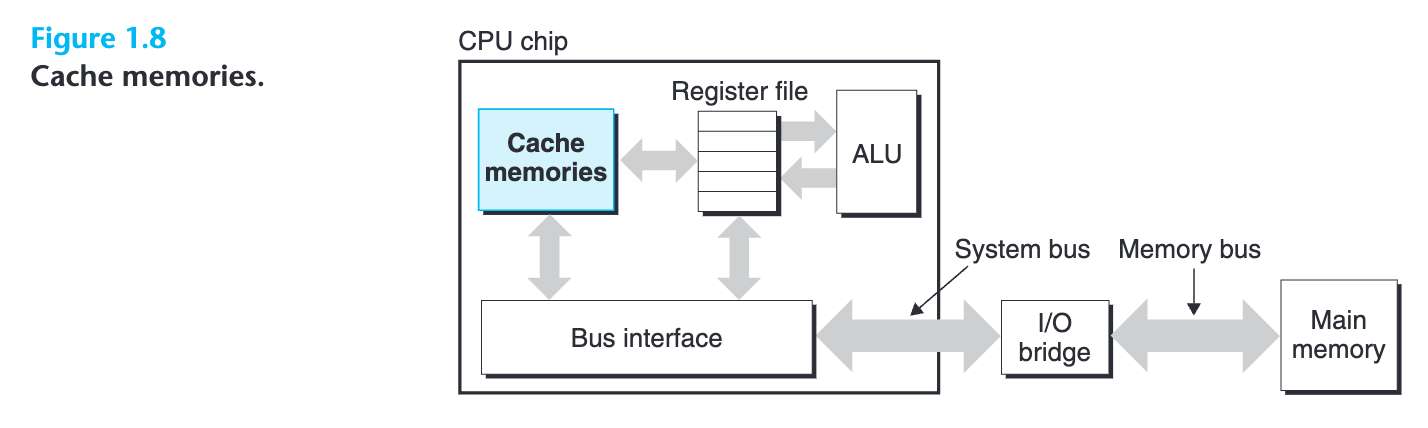 Figure 1.8
Cache memories.
CPU chip
Register file
Cache
memories
ALU
System bus
Memory bus
Bus interface
I/O
bridge
Main
memory